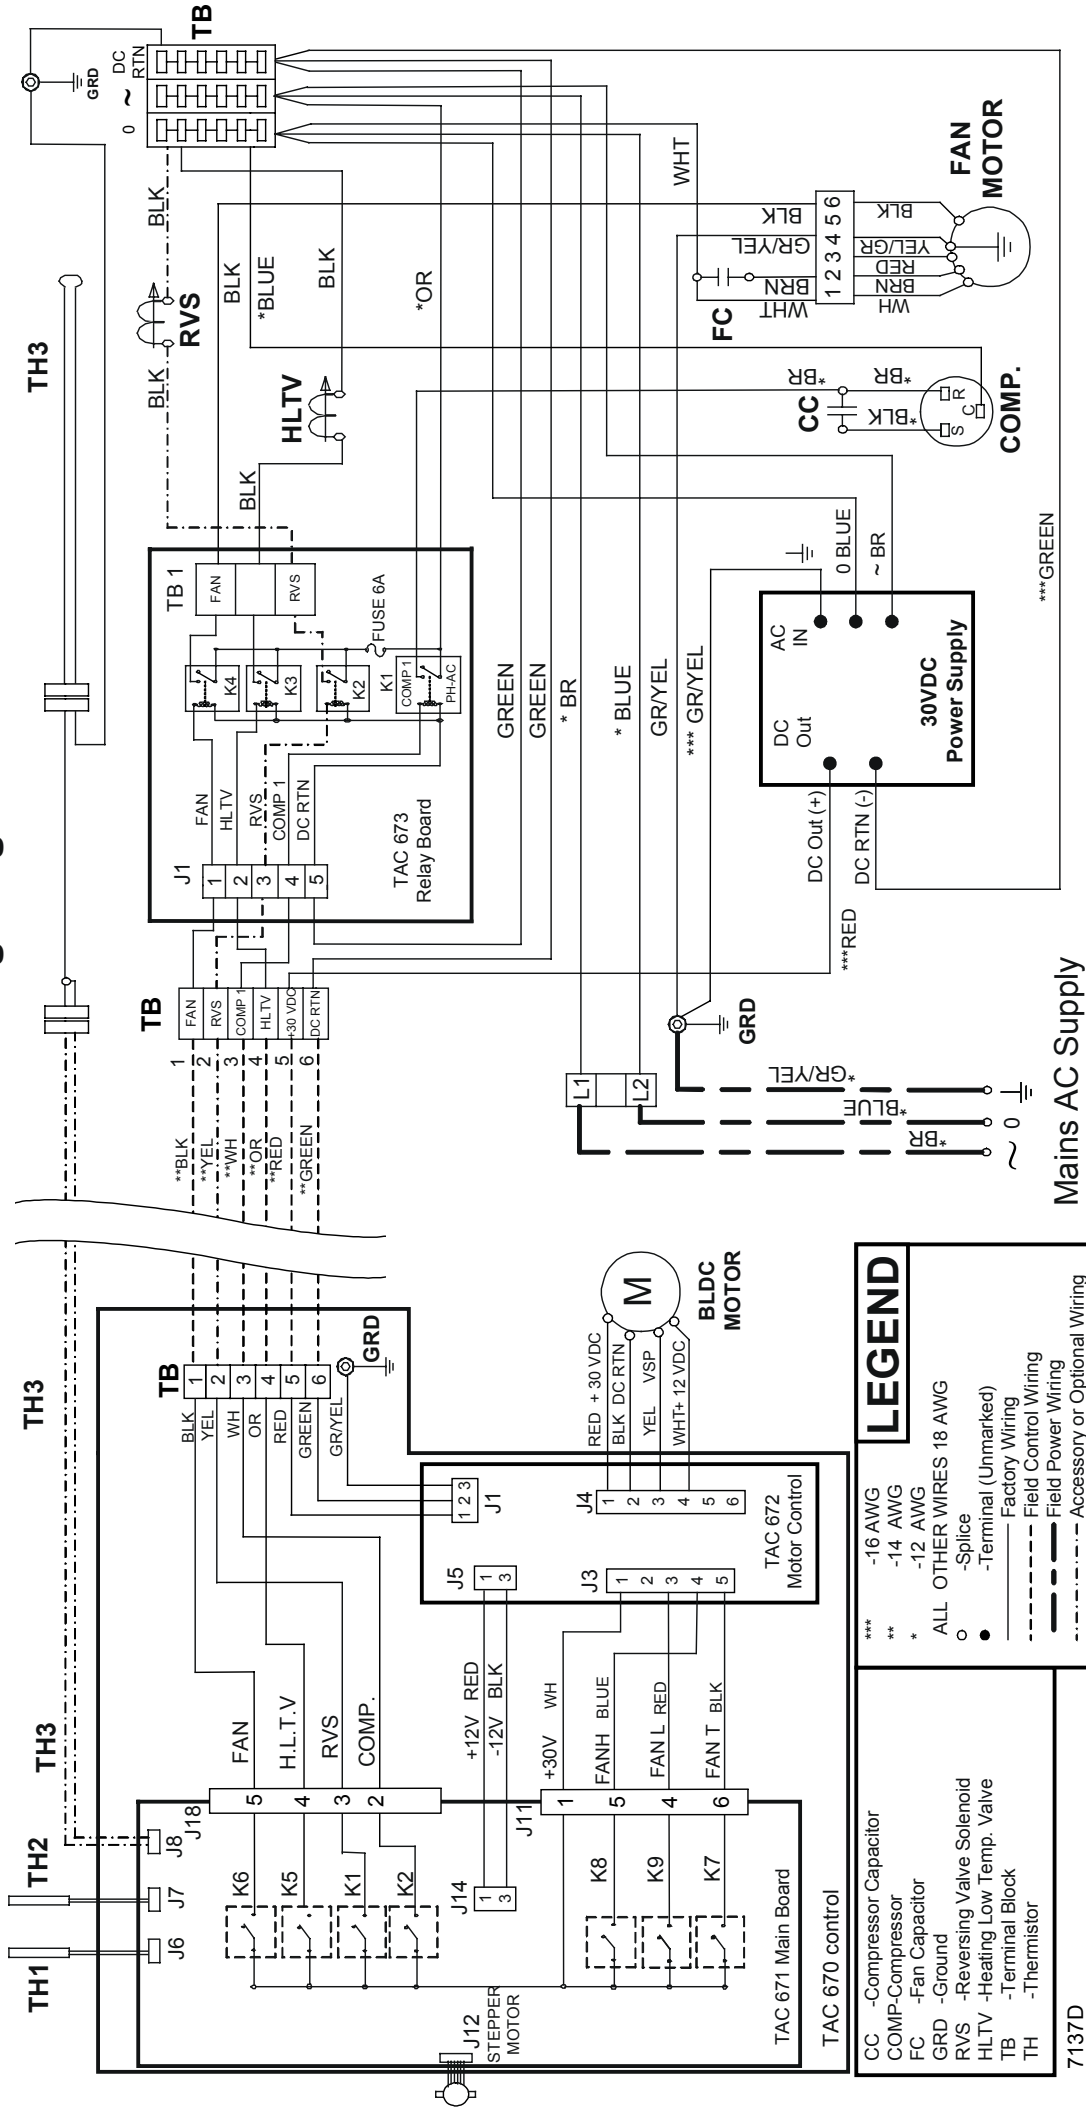 TH3
GRD
DC
RTN
~
0
TB
BLK
RVS
BLK
BLK
*BLUE
BLK
*OR
HLTV
BLK
WHT
BLK
GR/YEL
BRN
WHT
FC
1 2 3 4 5 6
BLK
YEL/GR
RED
BRN
WH
FAN
MOTOR
*BR
*BR
CC
*BLK
R
C
S
COMP.
TB 1
FAN
RVS
K4
K3
K2
K1
FUSE 6A
COMP 1
PH-AC
J1
1
2
3
4
5
FAN
HLTV
RVS
COMP 1
DC RTN
TAC 673
Relay Board
GREEN
GREEN
* BR
* BLUE
GR/YEL
*** GR/YEL
0 BLUE
~ BR
AC
IN
DC
Out
30VDC
Power Supply
DC Out (+)
DC RTN (-)
***RED
***GREEN
TB
FAN
RVS
COMP 1
HLTV
+30 VDC
DC RTN
1
2
3
4
5
6
**BLK
**YEL
**WH
**OR
**RED
**GREEN
L1
L2
GRD
*GR/YEL
*BLUE
*BR
~ 0
Mains AC Supply
TH3
TH3
TH2
TH1
J8
J7
J6
TB
1
2
3
4
5
6
GRD
BLK
YEL
WH
OR
RED
GREEN
GR/YEL
FAN
H.L.T.V
RVS
COMP.
J18
5
4
3
2
K6
K5
K1
K2
J14
1
3
+12V RED
-12V BLK
J5
1
3
J1
1 2 3
J3
1
2
3
4
5
J4
1
2
3
4
5
6
TAC 672
Motor Control
RED + 30 VDC
BLK DC RTN
YEL VSP
WHT+ 12 VDC
M
BLDC
MOTOR
+30V WH
FANH BLUE
FAN L RED
FAN T BLK
J11
1
5
4
6
K8
K9
K7
J12
STEPPER
MOTOR
TAC 671 Main Board
TAC 670 control
CC -Compressor Capacitor
COMP-Compressor
FC -Fan Capacitor
GRD -Ground
RVS -Reversing Valve Solenoid
HLTV -Heating Low Temp. Valve
TB -Terminal Block
TH -Thermistor
LEGEND
*** -16 AWG
** -14 AWG
* -12 AWG
ALL OTHER WIRES 18 AWG
-Splice
-Terminal (Unmarked)
Factory Wiring
Field Control Wiring
Field Power Wiring
Accessory or Optional Wiring
7137D